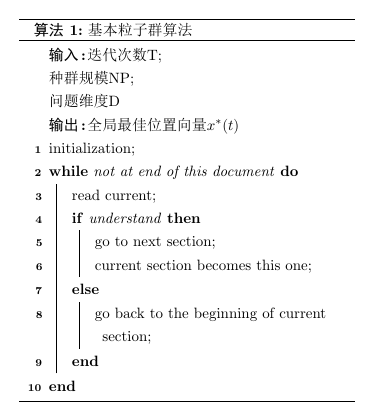 算法 1: 基本粒子群算法
输入:迭代次数T;
种群规模NP;
问题维度D
输出:全局最佳位置向量x*(t)
1 initialization;
2 while not at end of this document do
3 read current;
4 if understand then
5 go to next section;
6 current section becomes this one;
7 else
8 go back to the beginning of current
section;
9 end
10 end